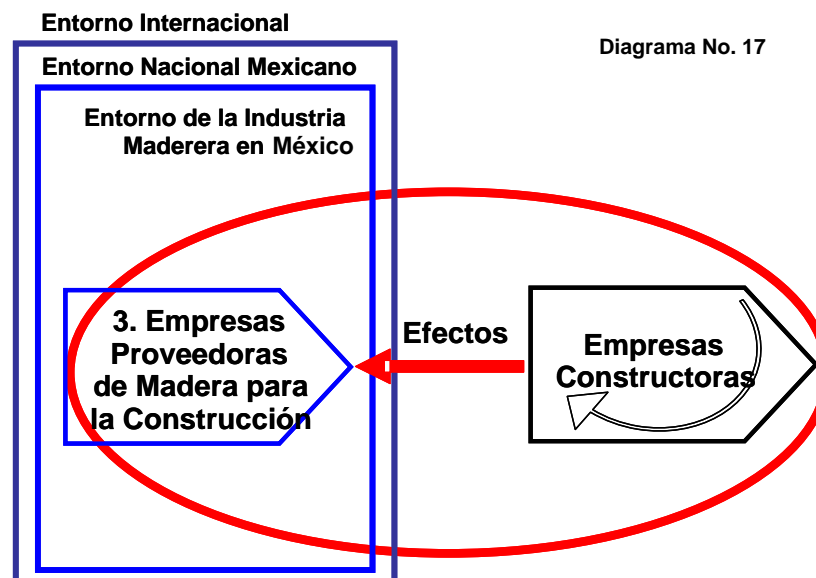 Entorno Internacional
Diagrama No. 17
Entorno Nacional Mexicano
Entorno de la Industria
Maderera en México
3. Empresas
Proveedoras
de Madera para
la Construcción
Efectos
Empresas
Constructoras